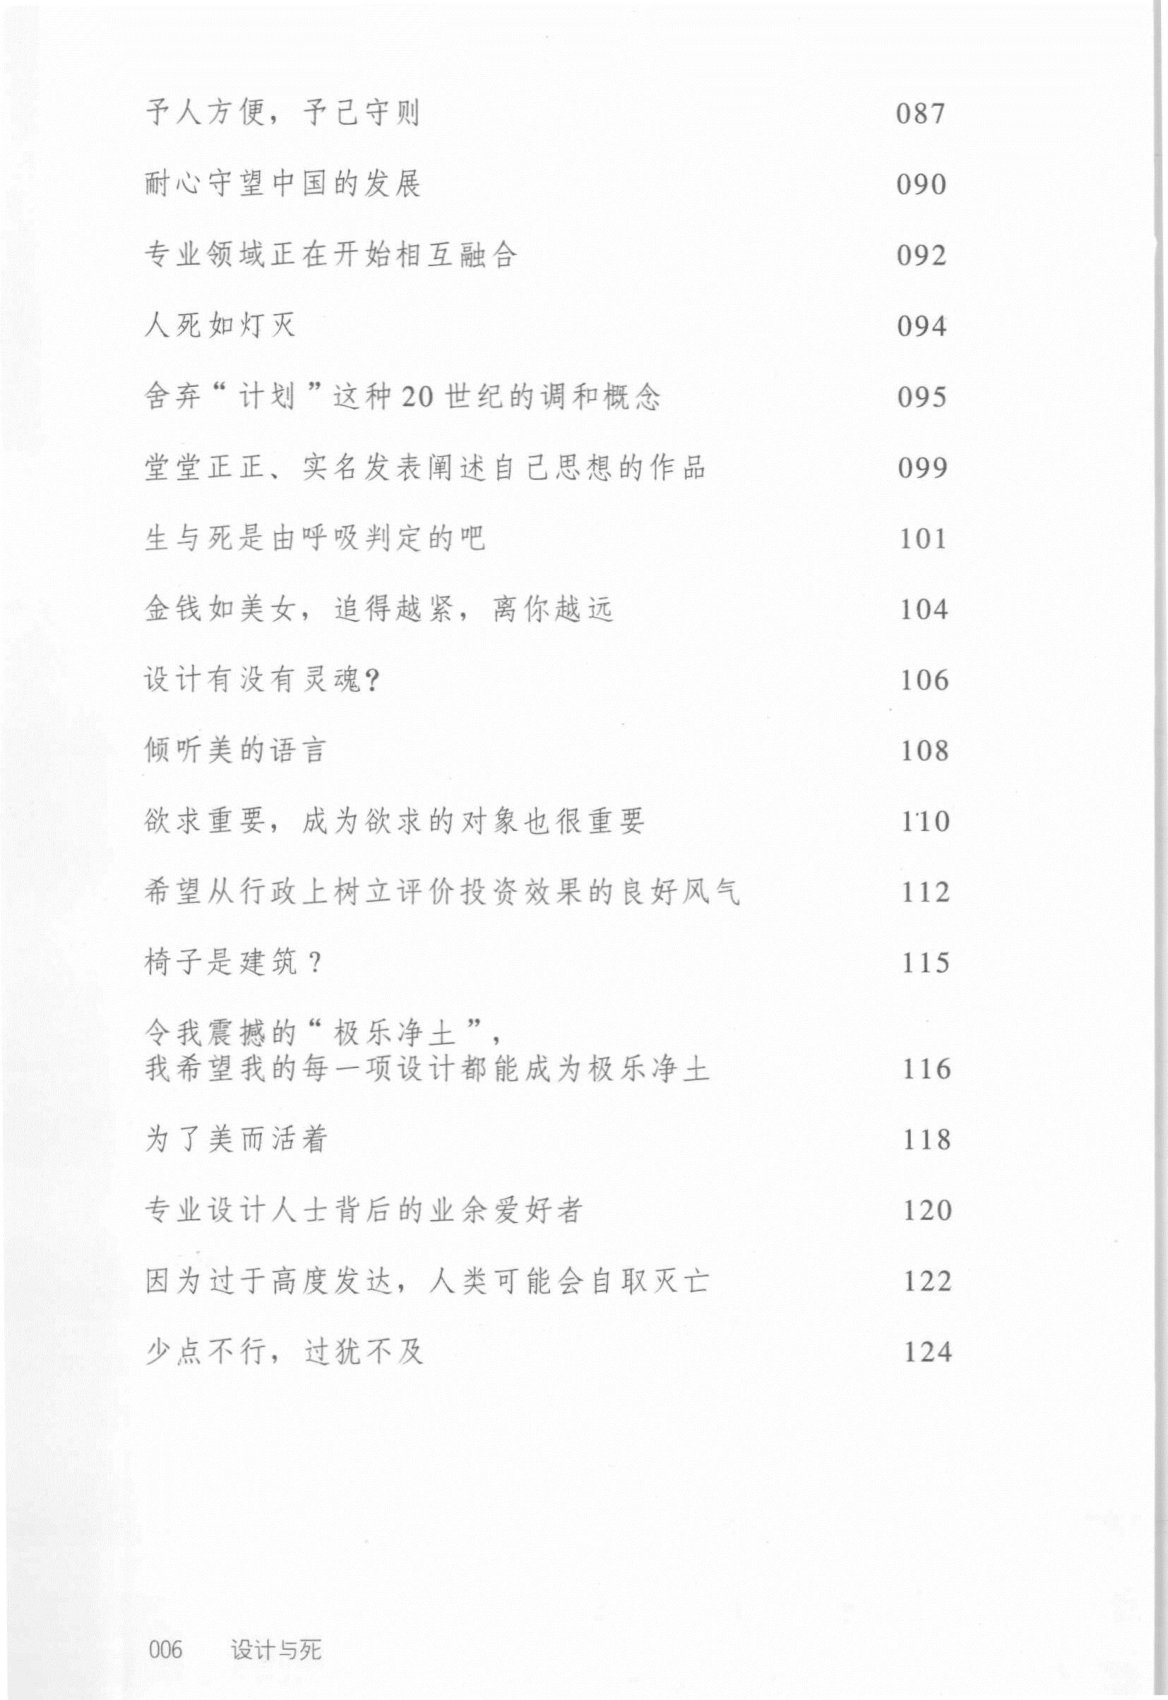 予人方便，予己守则 087
耐心守望中国的发展 090
专业领域正在开始相互融合 092
人死如灯灭 094
舍弃“计划”这种20世纪的调和概念 095
堂堂正正、实名发表阐述自己思想的作品 099
生与死是由呼吸判定的吧 101
金钱如美女，追得越紧，离你越远 104
设计有没有灵魂？ 106
倾听美的语言 108
欲求重要，成为欲求的对象也很重要 110
希望从行政上树立评价投资效果的良好风气 112
椅子是建筑？ 115
令我震撼的“极乐净土”，
我希望我的每一项设计都能成为极乐净土 116
为了美而活着 118
专业设计人士背后的业余爱好者 120
因为过于高度发达，人类可能会自取灭亡 122
少点不行，过犹不及 124
006 设计与死